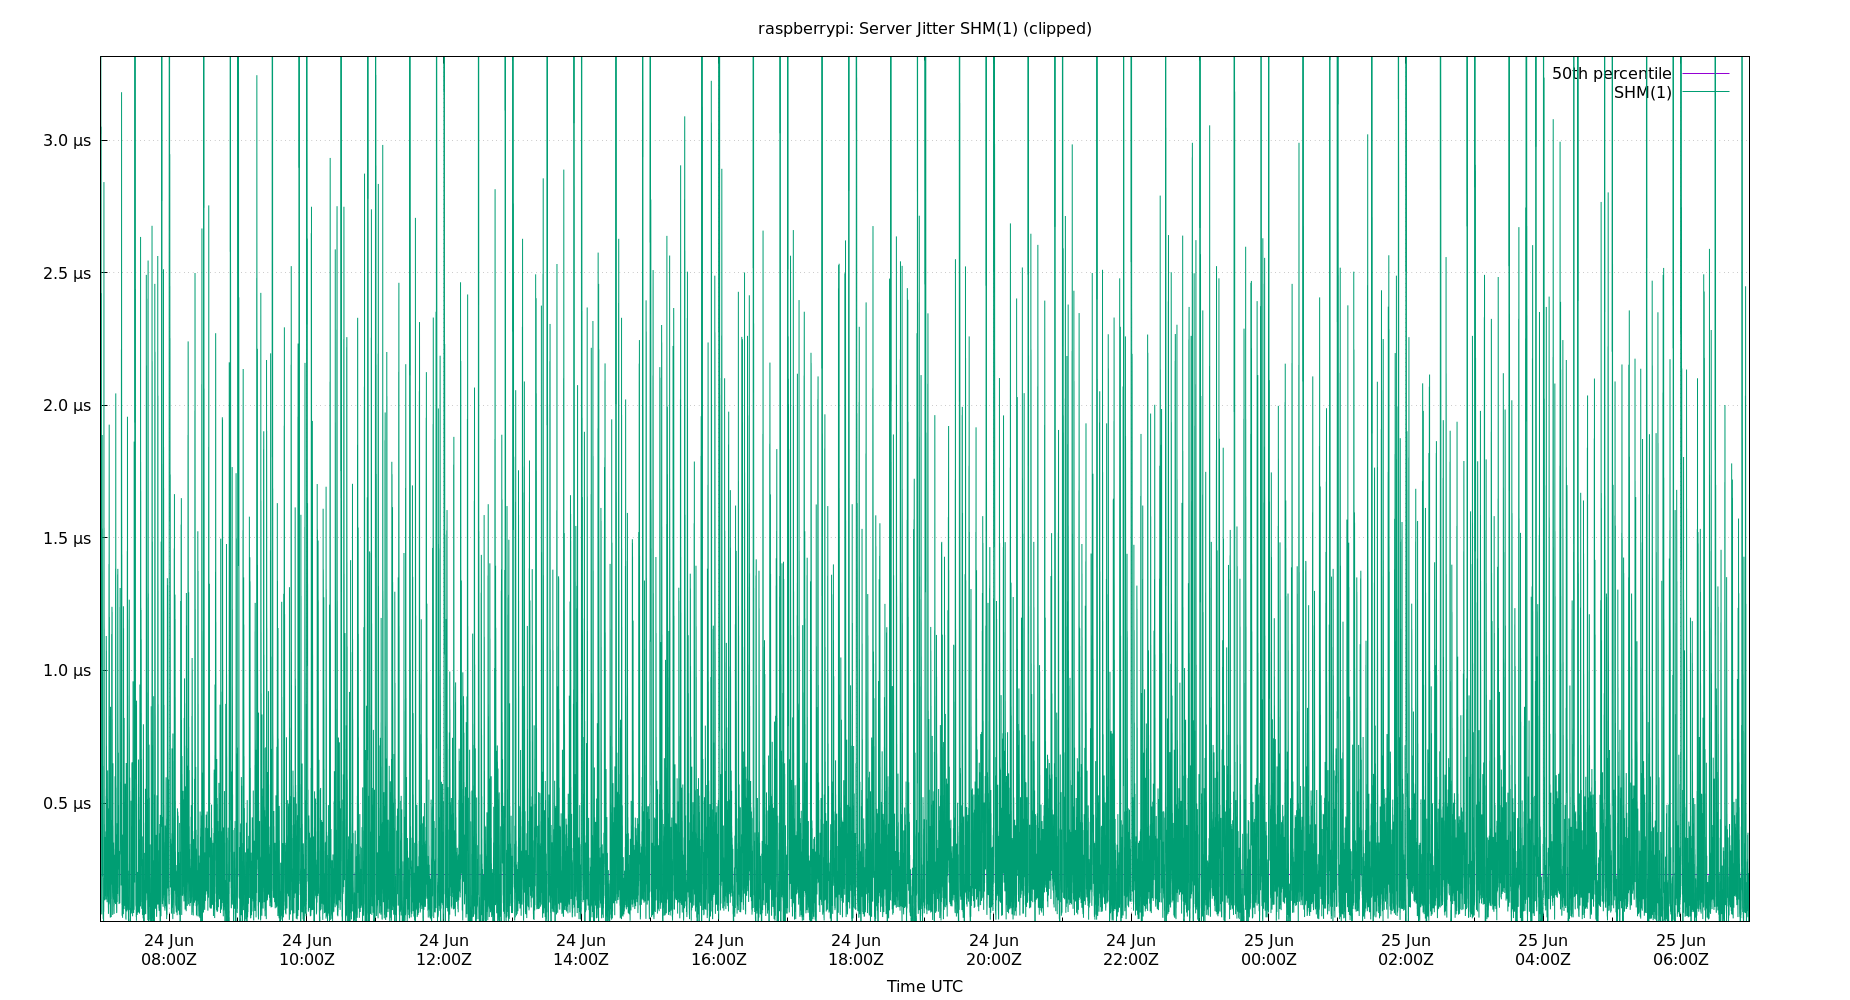 raspberrypi: Server Jitter SHM(1) (clipped)
50th percentile
SHM(1)
3.0 µs
2.5 µs
2.0 µs
1.5 µs
1.0 µs
0.5 µs
24 Jun 24 Jun 24 Jun 24 Jun 24 Jun 24 Jun 24 Jun 24 Jun 25 Jun 25 Jun 25 Jun 25 Jun
08:00Z 10:00Z 12:00Z 14:00Z 16:00Z 18:00Z 20:00Z 22:00Z 00:00Z 02:00Z 04:00Z 06:00Z
Time UTC